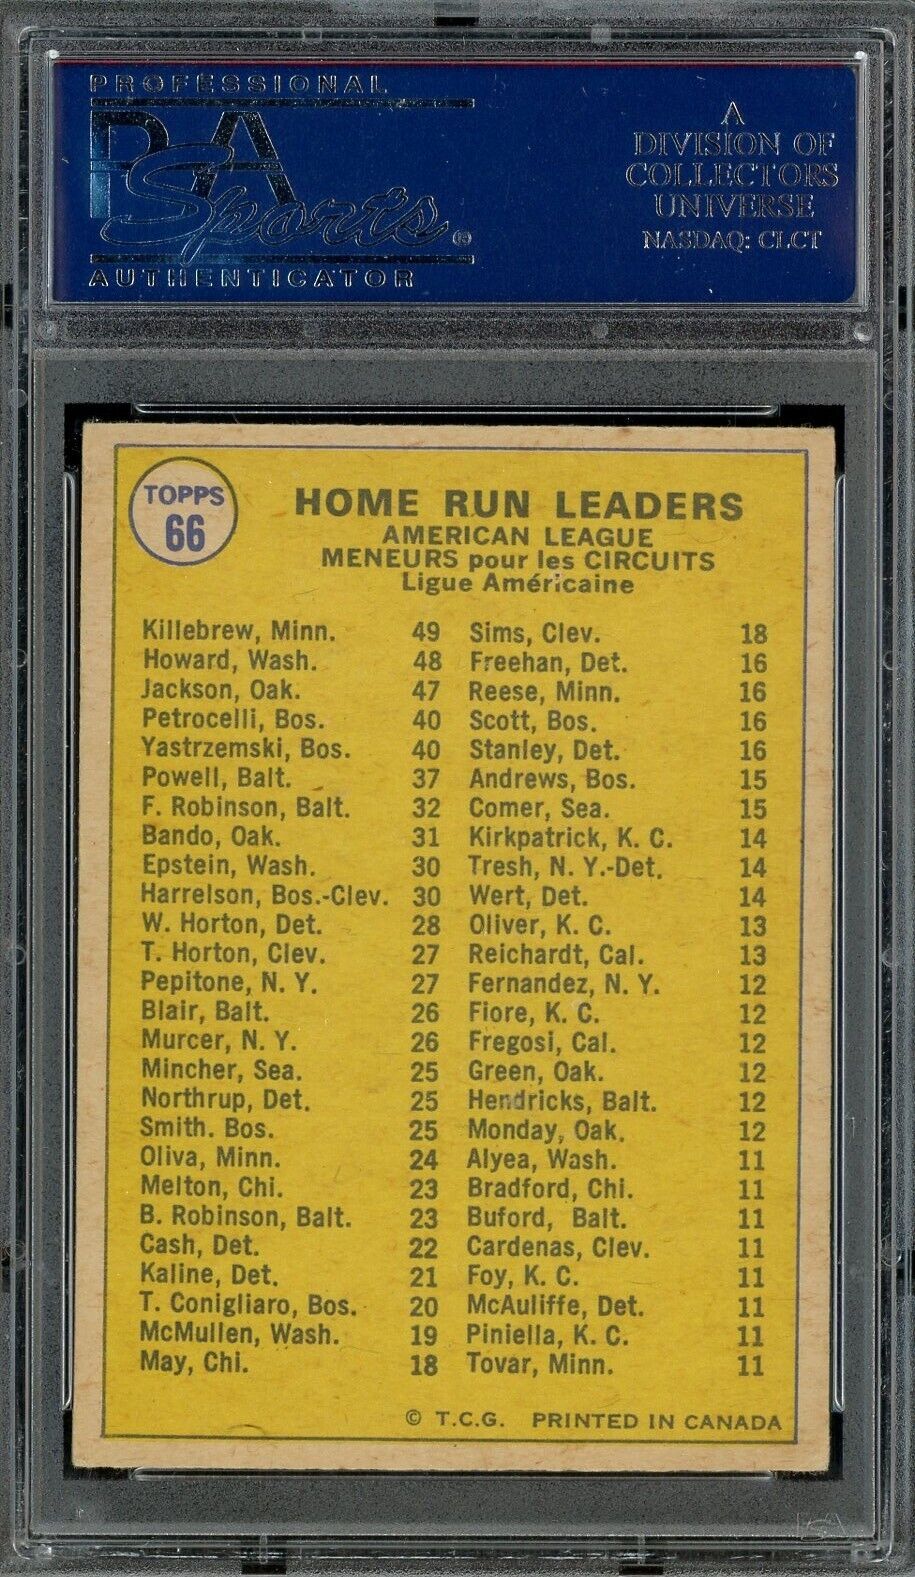 PROFESSIONAL
PSA
Sports®
AUTHENTICATOR
A
DIVISION OF
COLLECTORS
UNIVERSE
NASDAQ: CLCT
TOPPS
66
HOME RUN LEADERS
AMERICAN LEAGUE
MENEURS pour les CIRCUITS
Ligue Américaine
Killebrew, Minn. 49
Howard, Wash. 48
Jackson, Oak. 47
Petrocelli, Bos. 40
Yastrzemski, Bos. 40
Powell, Balt. 37
F. Robinson, Balt. 32
Bando, Oak. 31
Epstein, Wash. 30
Harrelson, Bos.-Clev. 30
W. Horton, Det. 28
T. Horton, Clev. 27
Pepitone, N. Y. 27
Blair, Balt. 26
Murcer, N. Y. 26
Mincher, Sea. 25
Northrup, Det. 25
Smith. Bos. 25
Oliva, Minn. 24
Melton, Chi. 23
B. Robinson, Balt. 23
Cash, Det. 22
Kaline, Det. 21
T. Conigliaro, Bos. 20
McMullen, Wash. 19
May, Chi. 18
Sims, Clev. 18
Freehan, Det. 16
Reese, Minn. 16
Scott, Bos. 16
Stanley, Det. 16
Andrews, Bos. 15
Comer, Sea. 15
Kirkpatrick, K. C. 14
Tresh, N. Y.-Det. 14
Wert, Det. 14
Oliver, K. C. 13
Reichardt, Cal. 13
Fernandez, N. Y. 12
Fiore, K. C. 12
Fregosi, Cal. 12
Green, Oak. 12
Hendricks, Balt. 12
Monday, Oak. 12
Alyea, Wash. 11
Bradford, Chi. 11
Buford, Balt. 11
Cardenas, Clev. 11
Foy, K. C. 11
McAuliffe, Det. 11
Piniella, K. C. 11
Tovar, Minn. 11
© T.C.G. PRINTED IN CANADA
PSA